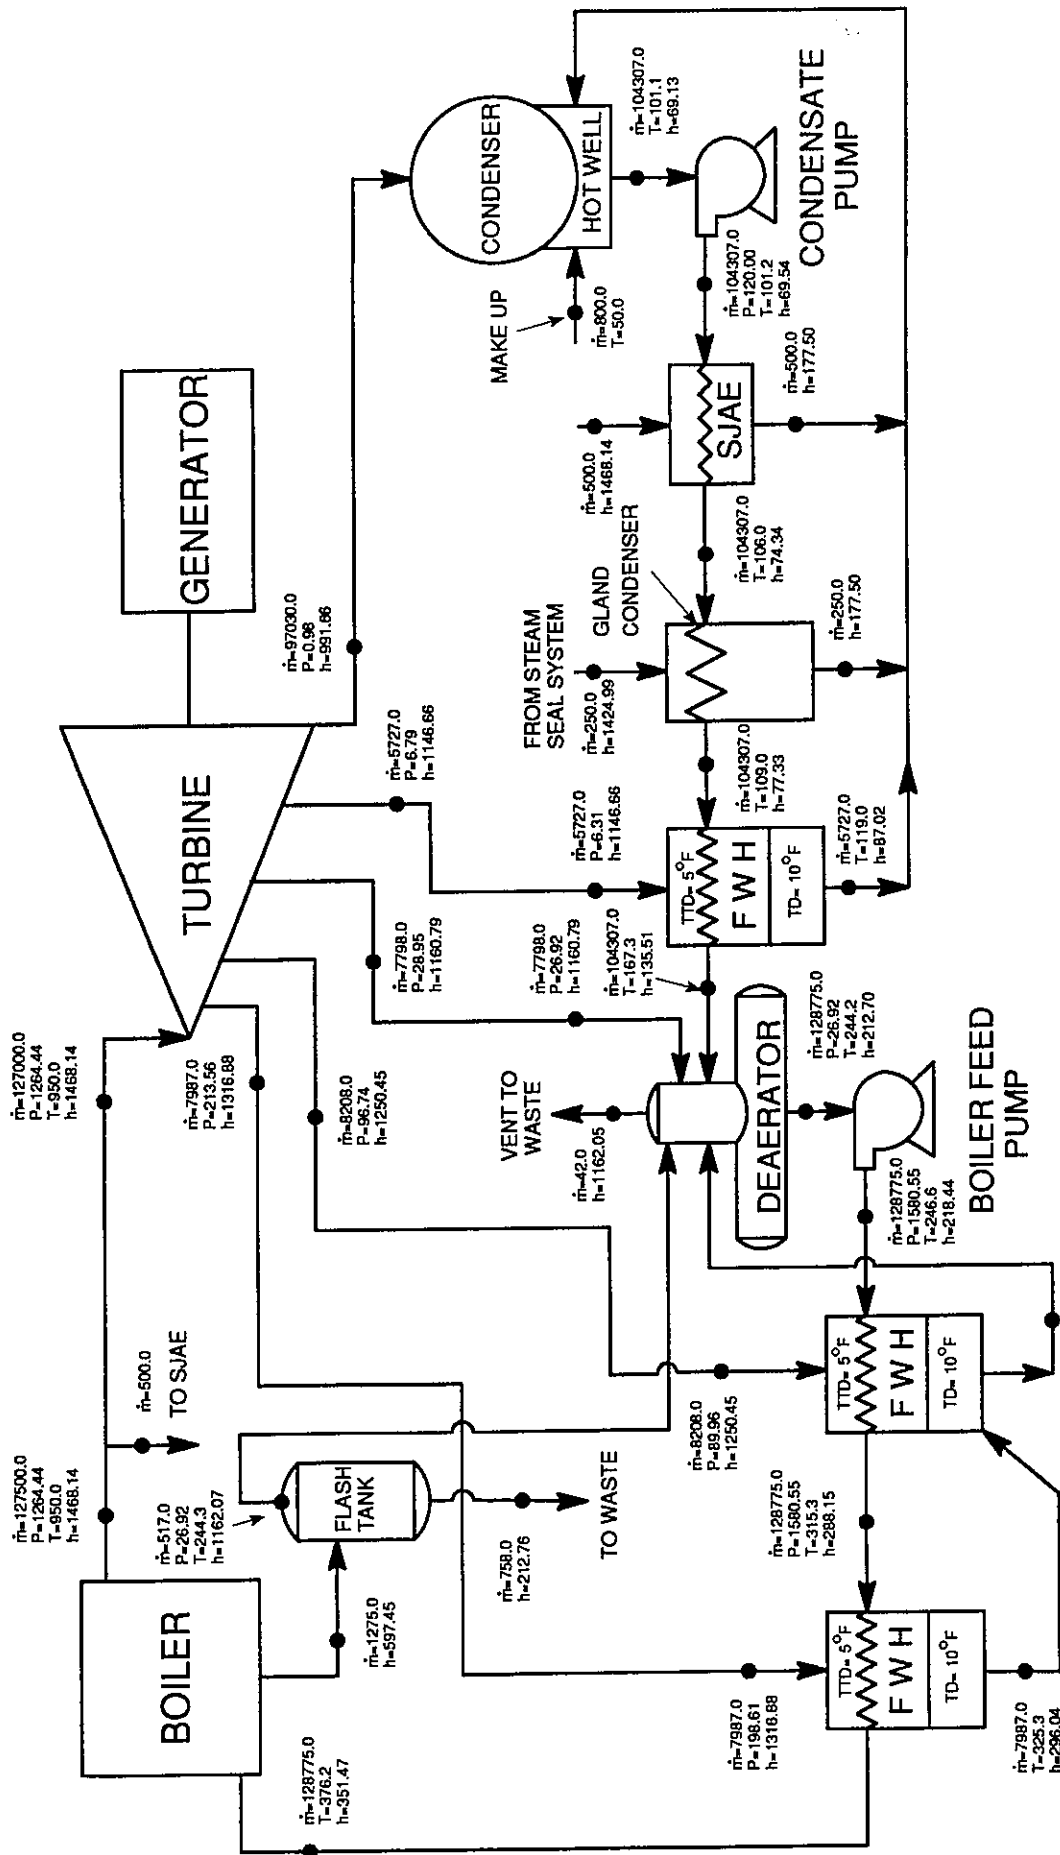 BOILER
ṁ=127500.0
P=1264.44
T=950.0
h=1468.14
ṁ=500.0
TO SJAE
ṁ=127000.0
P=1264.44
T=950.0
h=1468.14
TURBINE
GENERATOR
ṁ=7987.0
P=213.56
h=1316.88
ṁ=8208.0
P=96.74
h=1250.45
ṁ=7798.0
P=28.95
h=1160.79
ṁ=5727.0
P=6.79
h=1146.66
ṁ=97030.0
P=0.98
h=991.86
CONDENSER
HOT WELL
MAKE UP
ṁ=800.0
T=50.0
ṁ=104307.0
T=101.1
h=69.13
CONDENSATE
PUMP
ṁ=104307.0
P=120.00
T=101.2
h=69.54
ṁ=500.0
h=1468.14
SJAE
ṁ=500.0
h=177.50
ṁ=104307.0
T=106.0
h=74.34
GLAND
CONDENSER
FROM STEAM
SEAL SYSTEM
ṁ=250.0
h=1424.99
ṁ=250.0
h=177.50
ṁ=104307.0
T=109.0
h=77.33
ṁ=5727.0
P=6.31
h=1146.66
TTD= 5°F
F W H
TD= 10°F
ṁ=5727.0
T=119.0
h=87.02
ṁ=104307.0
T=167.3
h=135.51
ṁ=7798.0
P=26.92
h=1160.79
VENT TO
WASTE
ṁ=42.0
h=1162.05
DEAERATOR
ṁ=128775.0
P=26.92
T=244.2
h=212.70
BOILER FEED
PUMP
ṁ=128775.0
P=1580.55
T=246.6
h=218.44
ṁ=517.0
P=26.92
T=244.3
h=1162.07
FLASH
TANK
ṁ=1275.0
h=597.45
ṁ=758.0
h=212.76
TO WASTE
ṁ=8208.0
P=89.96
h=1250.45
TTD= 5°F
F W H
TD= 10°F
ṁ=128775.0
P=1580.55
T=315.3
h=288.15
ṁ=7987.0
P=198.61
h=1316.88
TTD= 5°F
F W H
TD= 10°F
ṁ=7987.0
T=325.3
h=296.04
ṁ=128775.0
T=376.2
h=351.47